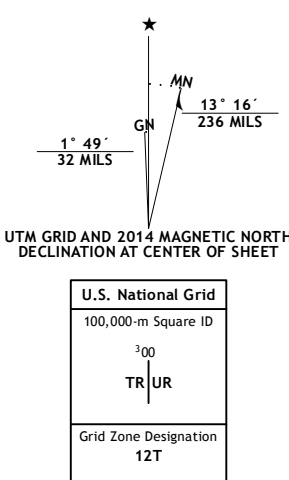 ★
MN
GN
13° 16´
236 MILS
1° 49´
32 MILS
UTM GRID AND 2014 MAGNETIC NORTH
DECLINATION AT CENTER OF SHEET
U.S. National Grid
100,000-m Square ID
³00
TR UR
Grid Zone Designation
12T